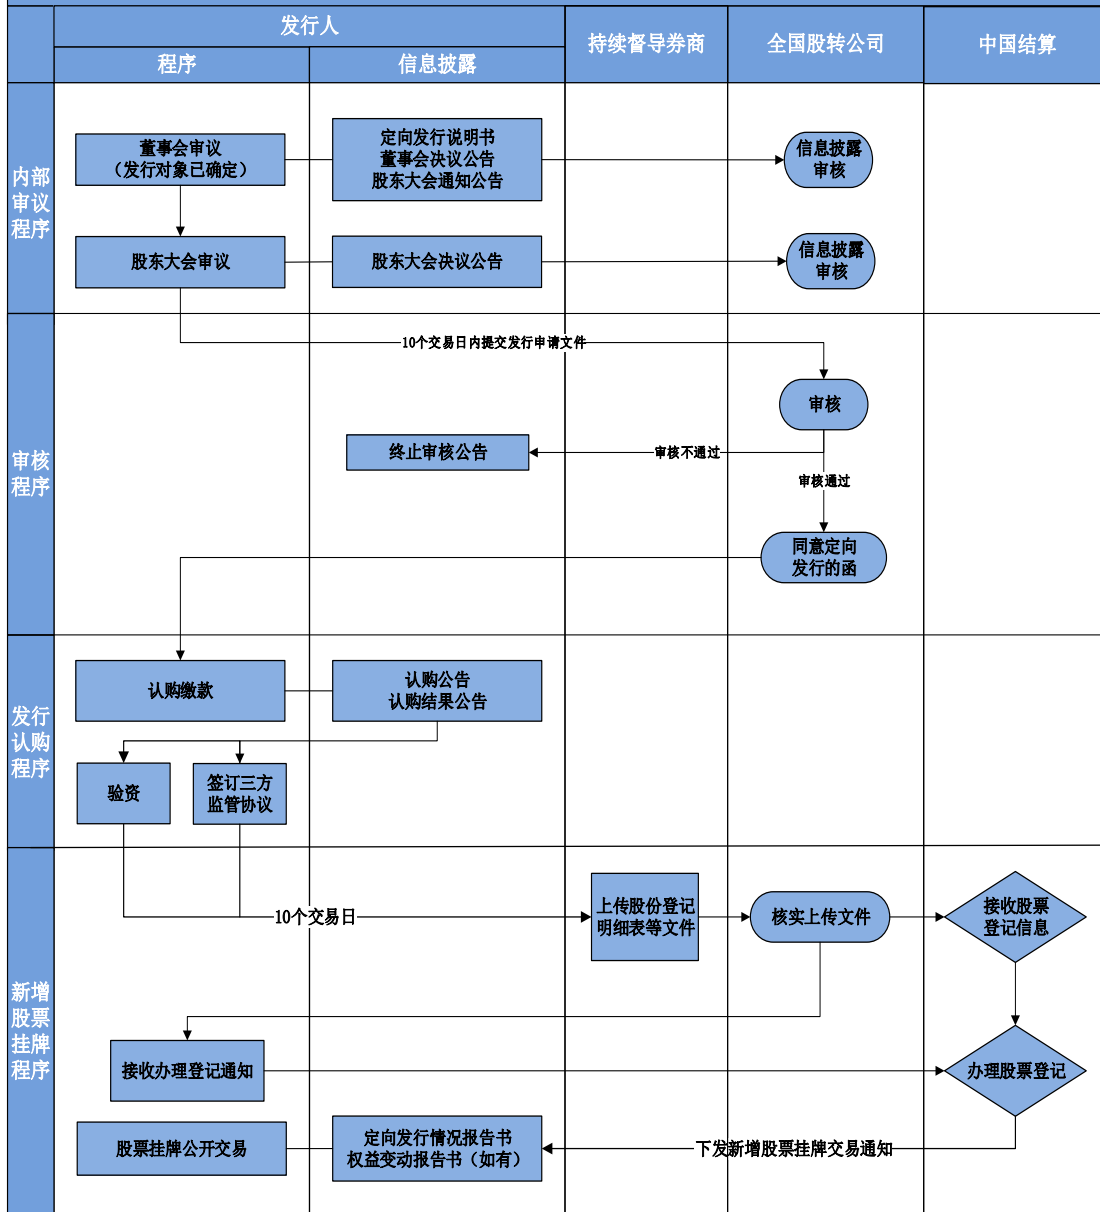 发行人
持续督导券商
全国股转公司
中国结算
程序
信息披露
内部
审议
程序
董事会审议
（发行对象已确定）
定向发行说明书
董事会决议公告
股东大会通知公告
信息披露
审核
股东大会审议
股东大会决议公告
信息披露
审核
审核
程序
10个交易日内提交发行申请文件
审核
终止审核公告
审核不通过
审核通过
同意定向
发行的函
发行
认购
程序
认购缴款
认购公告
认购结果公告
验资
签订三方
监管协议
新增
股票
挂牌
程序
10个交易日
上传股份登记
明细表等文件
核实上传文件
接收股票
登记信息
接收办理登记通知
办理股票登记
股票挂牌公开交易
定向发行情况报告书
权益变动报告书（如有）
下发新增股票挂牌交易通知